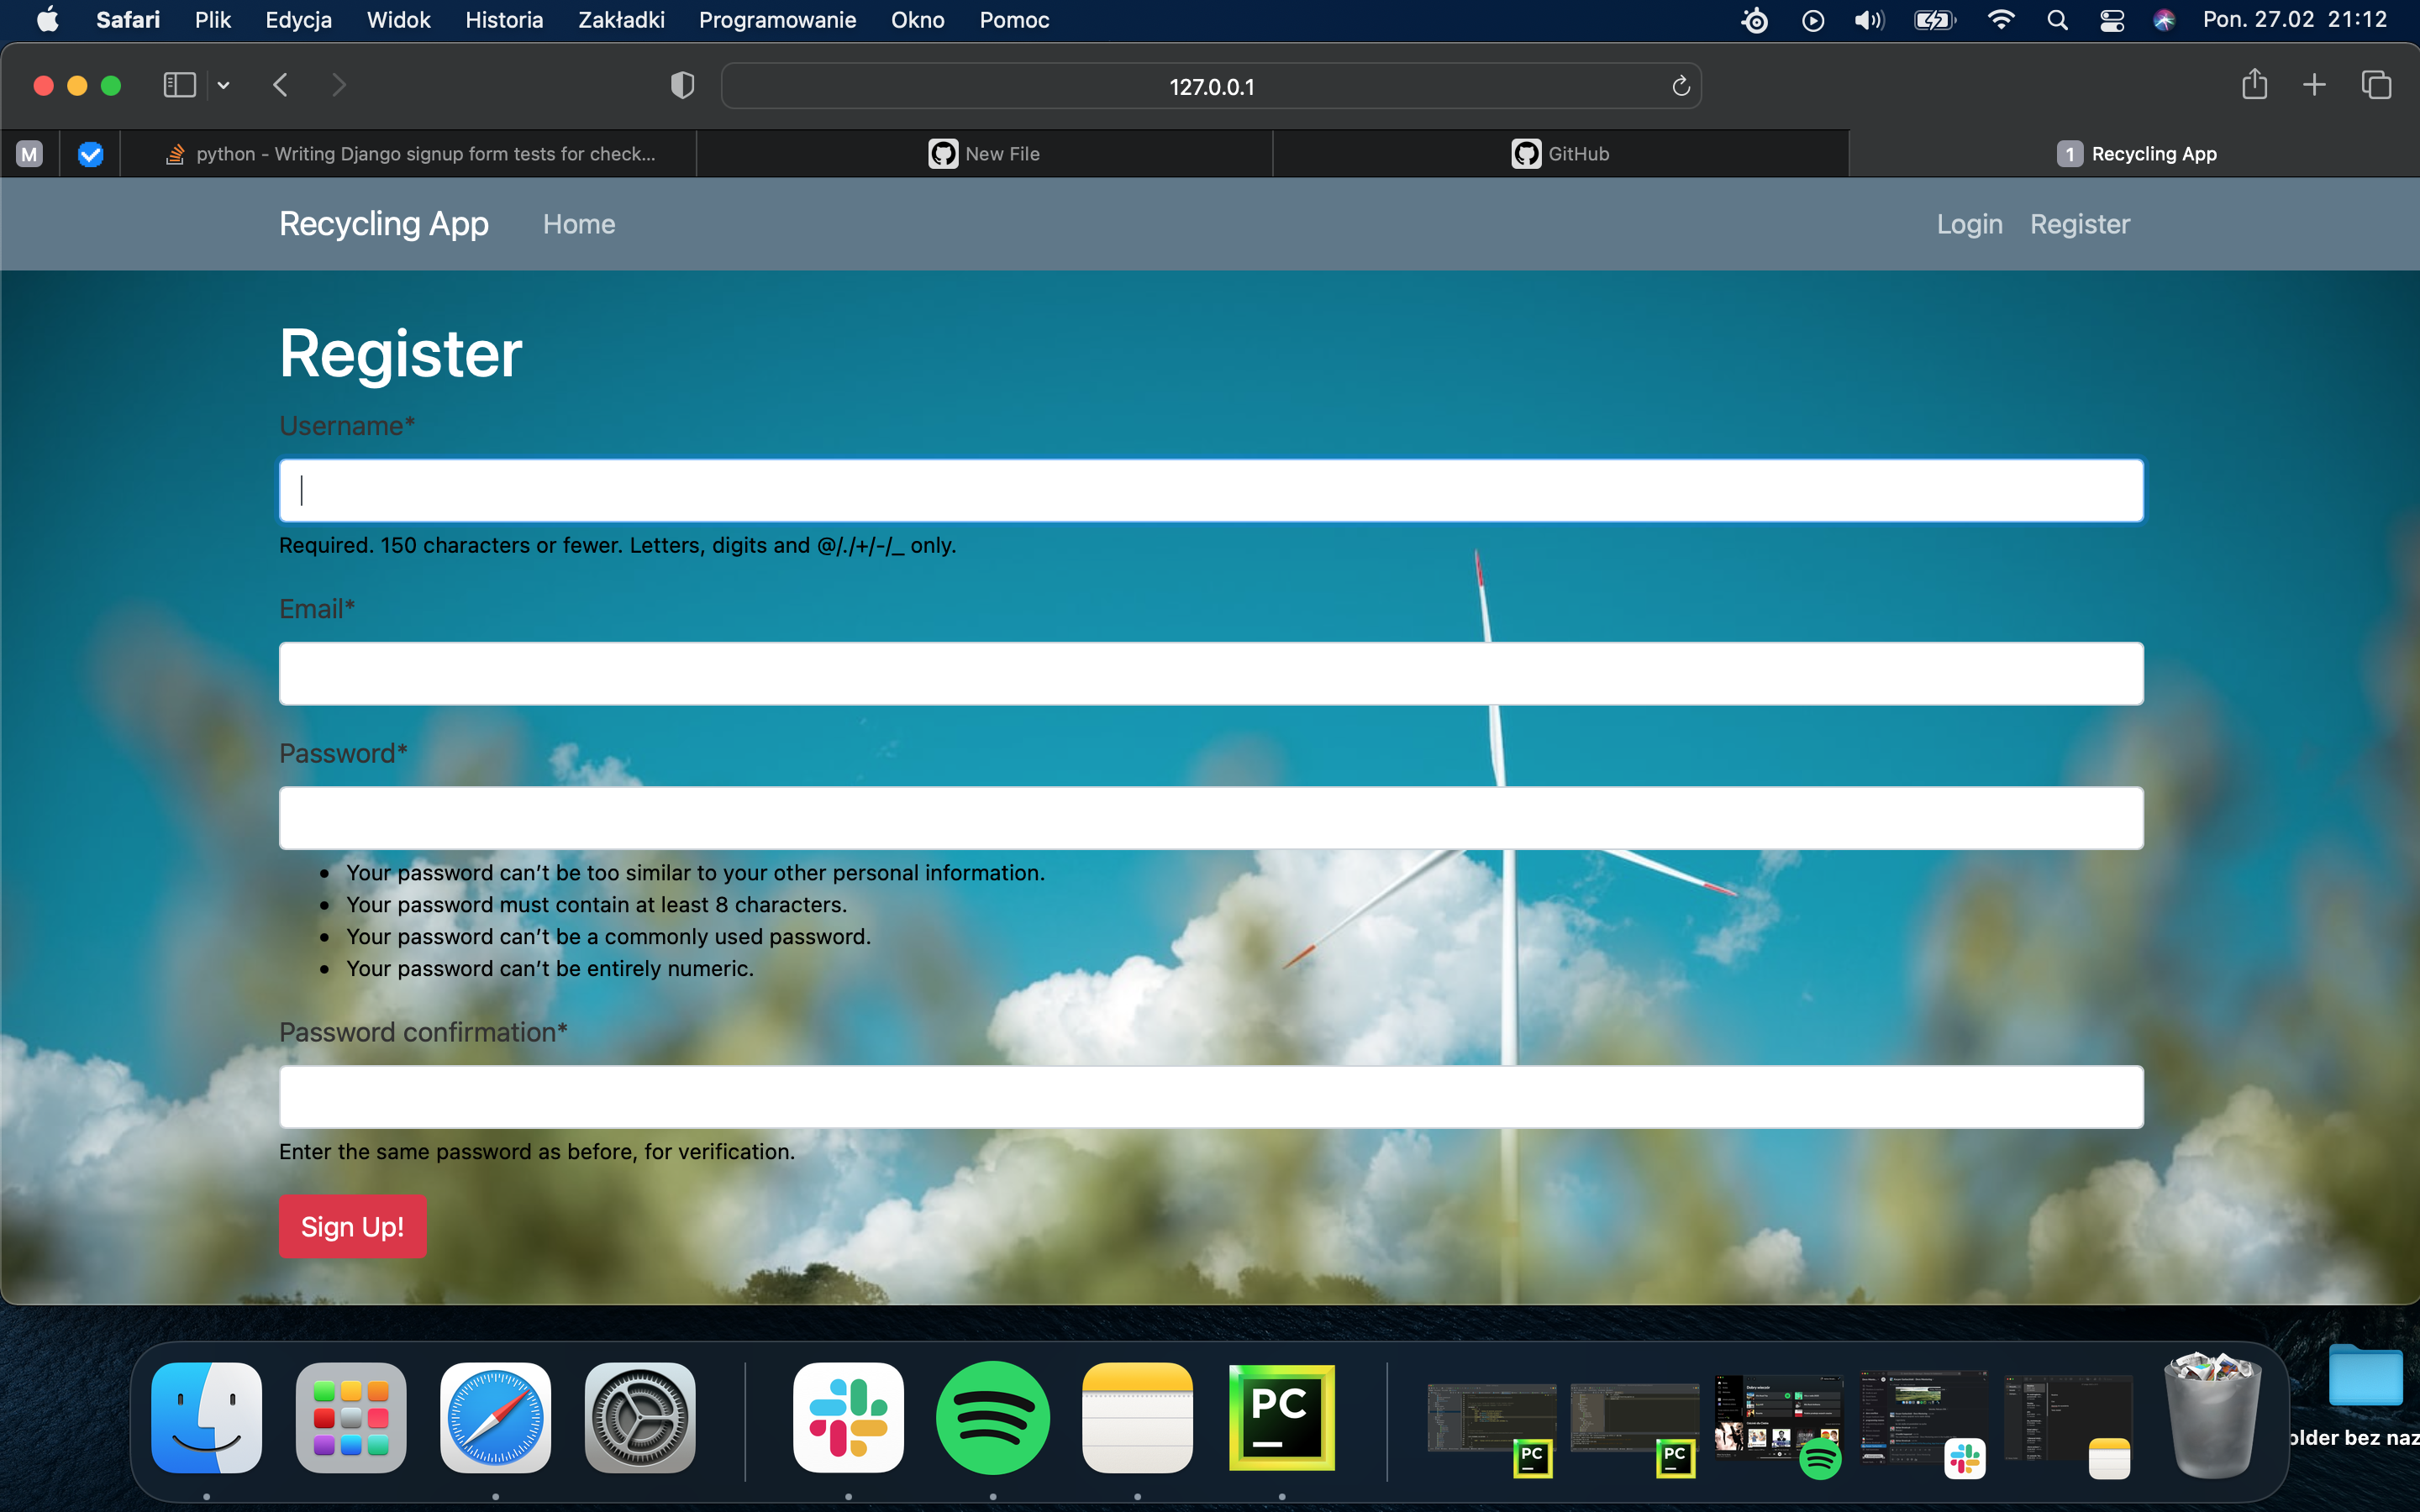 Safari Plik Edycja Widok Historia Zakładki Programowanie Okno Pomoc Pon. 27.02 21:12
127.0.0.1
M python - Writing Django signup form tests for check... New File GitHub 1 Recycling App
Recycling App Home Login Register
Register
Username*
Required. 150 characters or fewer. Letters, digits and @/./+/-/_ only.
Email*
Password*
• Your password can’t be too similar to your other personal information.
• Your password must contain at least 8 characters.
• Your password can’t be a commonly used password.
• Your password can’t be entirely numeric.
Password confirmation*
Enter the same password as before, for verification.
Sign Up!
PC
PC PC
older bez naz